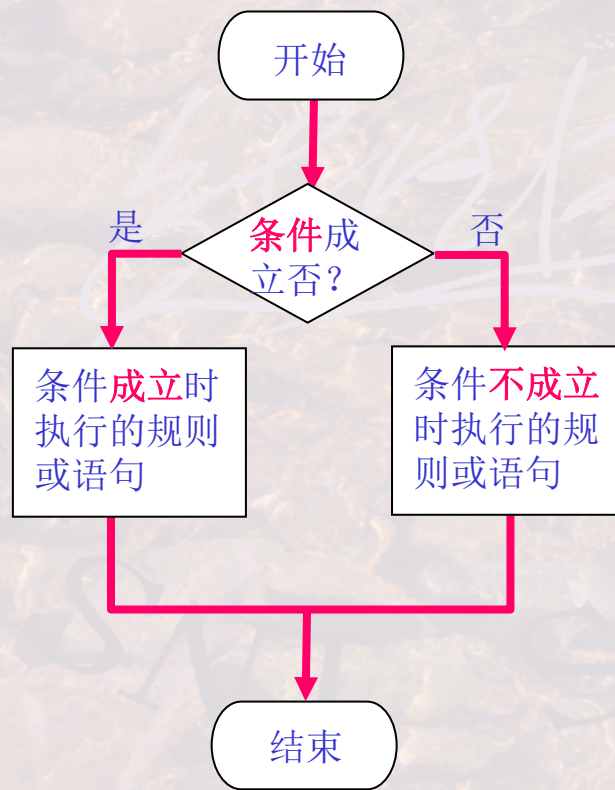 开始
是
条件成
立否？
否
条件成立时
执行的规则
或语句
条件不成立
时执行的规
则或语句
结束